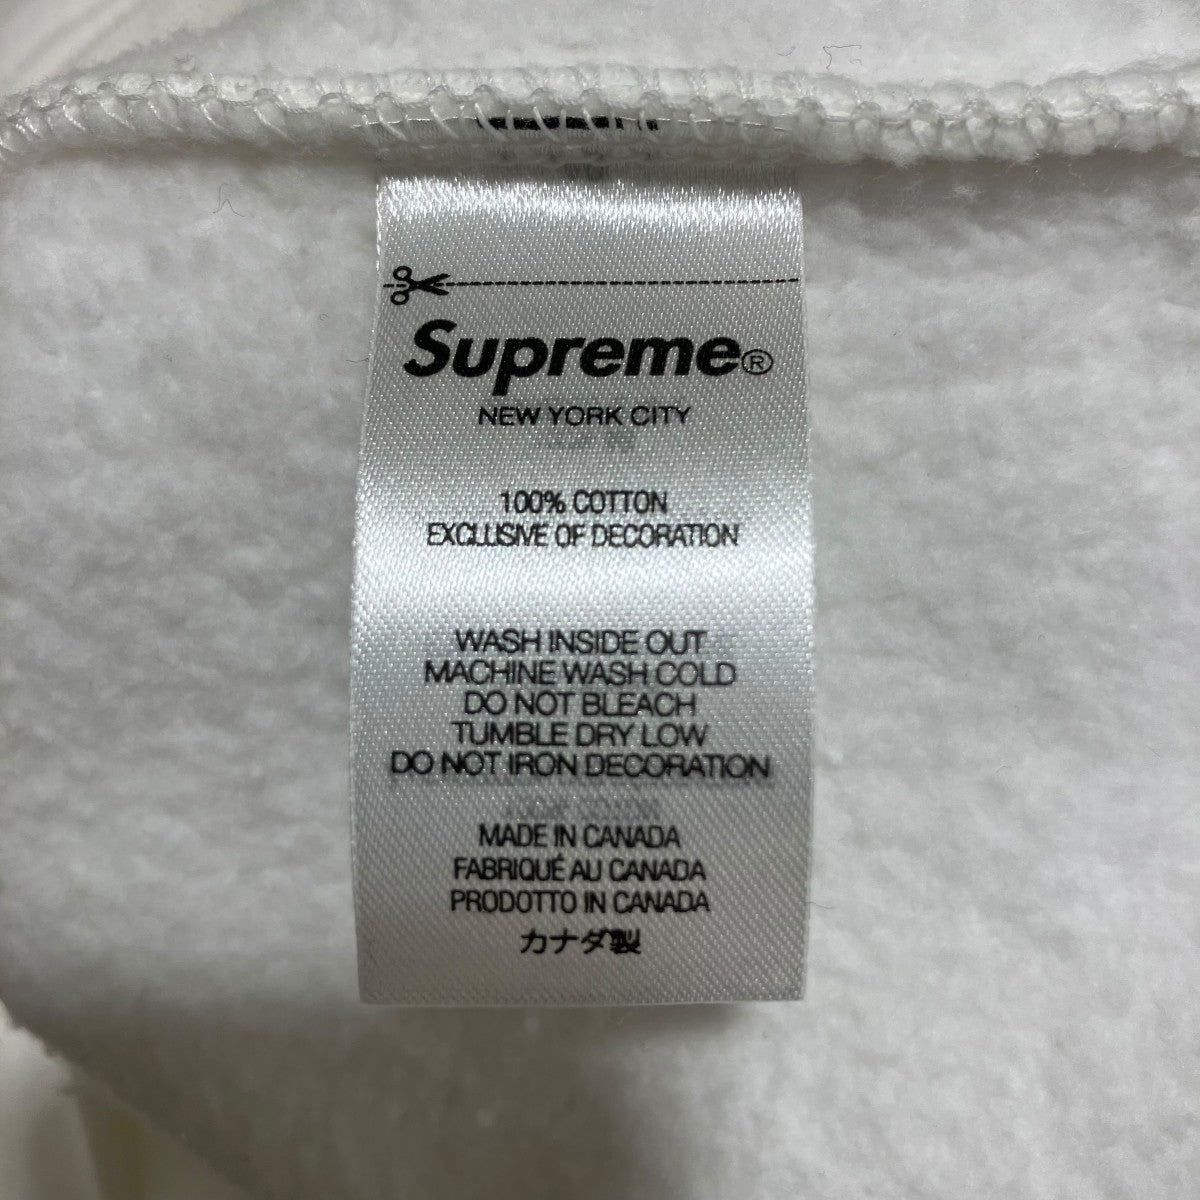 Supreme®
NEW YORK CITY
100% COTTON
EXCLUSIVE OF DECORATION
WASH INSIDE OUT
MACHINE WASH COLD
DO NOT BLEACH
TUMBLE DRY LOW
DO NOT IRON DECORATION
MADE IN CANADA
FABRIQUÉ AU CANADA
PRODOTTO IN CANADA
カナダ製